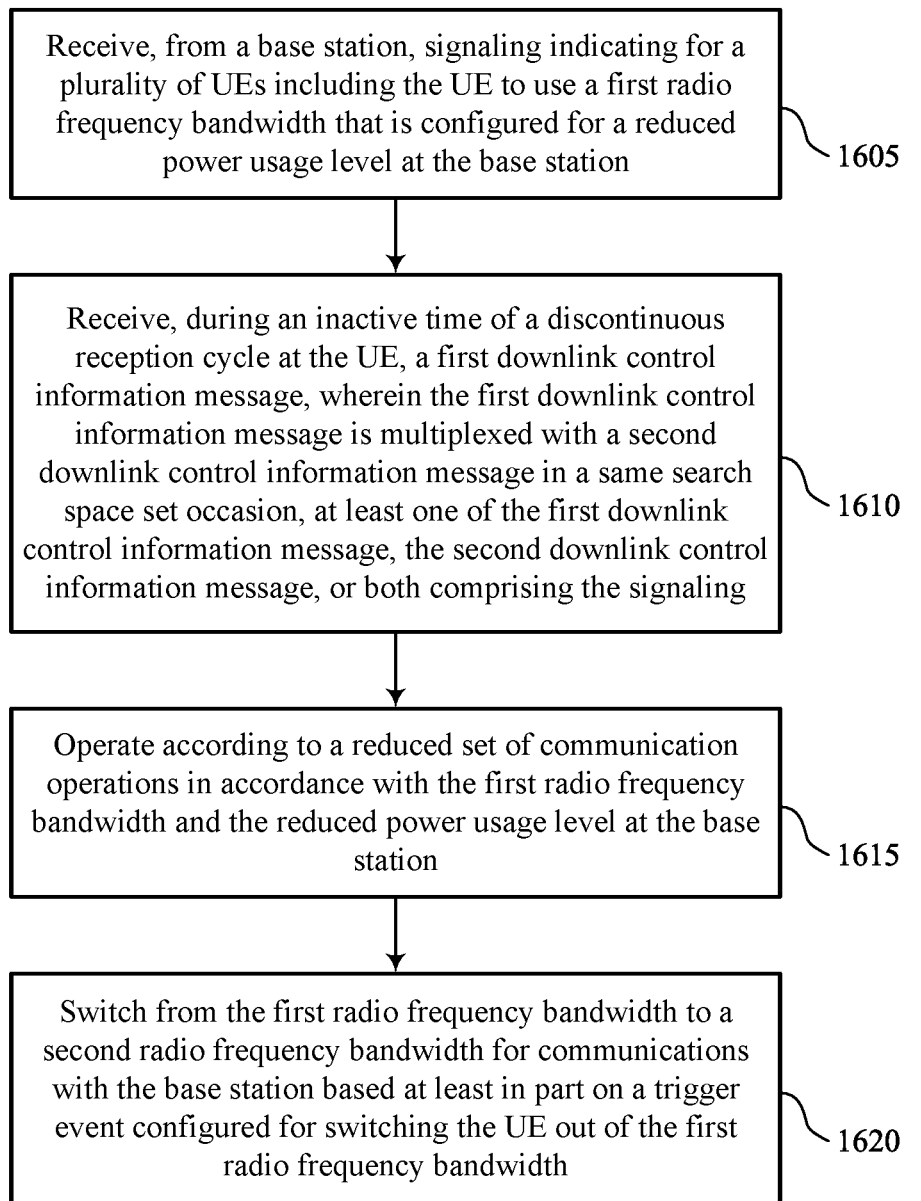 Receive, from a base station, signaling indicating for a
plurality of UEs including the UE to use a first radio
frequency bandwidth that is configured for a reduced
power usage level at the base station
1605
Receive, during an inactive time of a discontinuous
reception cycle at the UE, a first downlink control
information message, wherein the first downlink control
information message is multiplexed with a second
downlink control information message in a same search
space set occasion, at least one of the first downlink
control information message, the second downlink control
information message, or both comprising the signaling
1610
Operate according to a reduced set of communication
operations in accordance with the first radio frequency
bandwidth and the reduced power usage level at the base
station
1615
Switch from the first radio frequency bandwidth to a
second radio frequency bandwidth for communications
with the base station based at least in part on a trigger
event configured for switching the UE out of the first
radio frequency bandwidth
1620